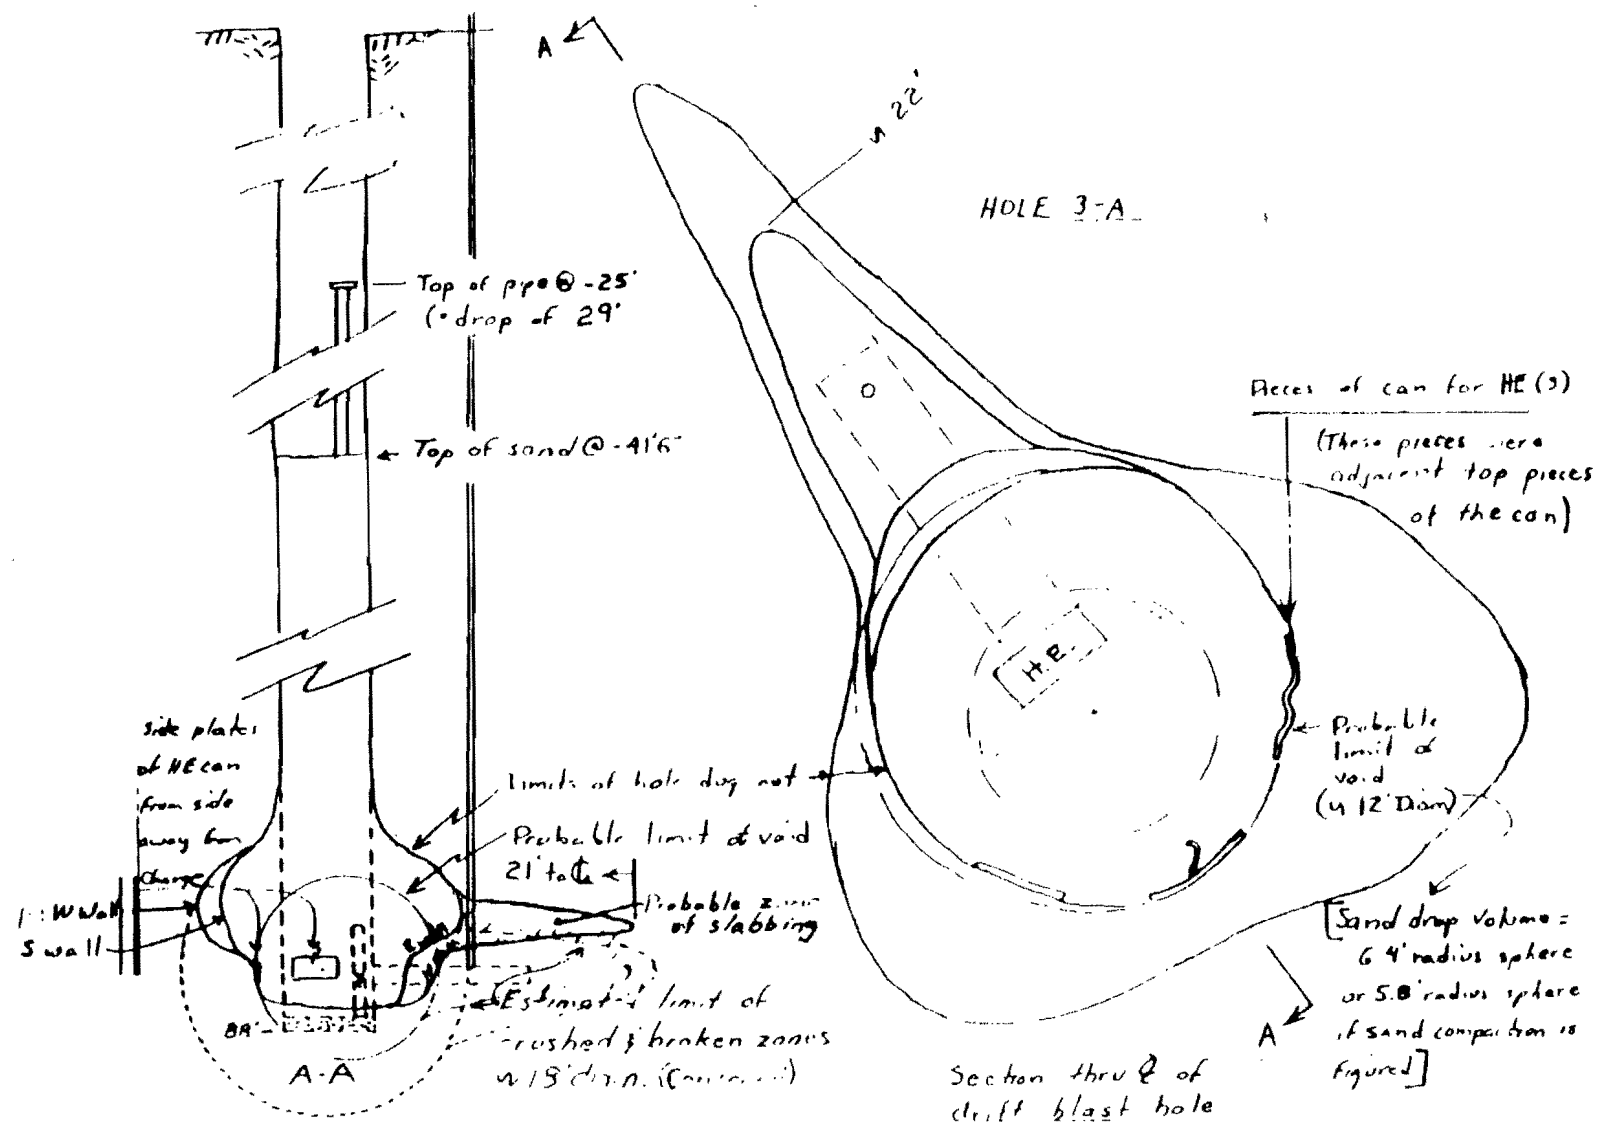 A
~ 22'
HOLE 3-A
Top of pipe @ -25'
(∴ drop of 29'
Pieces of can for HE (s)
(These pieces were
adjacent top pieces
of the can)
Top of sand @ -41'6"
H.E.
Side plates
of HE can
from side
away from
Charge
Probable
limit of
void
(~ 12' Diam)
Limits of hole dug out
Probable limit of void
21' to ℄
Probable zone
of slabbing
W Wall
S wall
[Sand drop volume =
6.4' radius sphere
or 5.8' radius sphere
if sand compaction is
figured]
Estimated limit of
crushed & broken zones
~ 18' diam.
A-A
A
Section thru ℄ of
drift blast hole